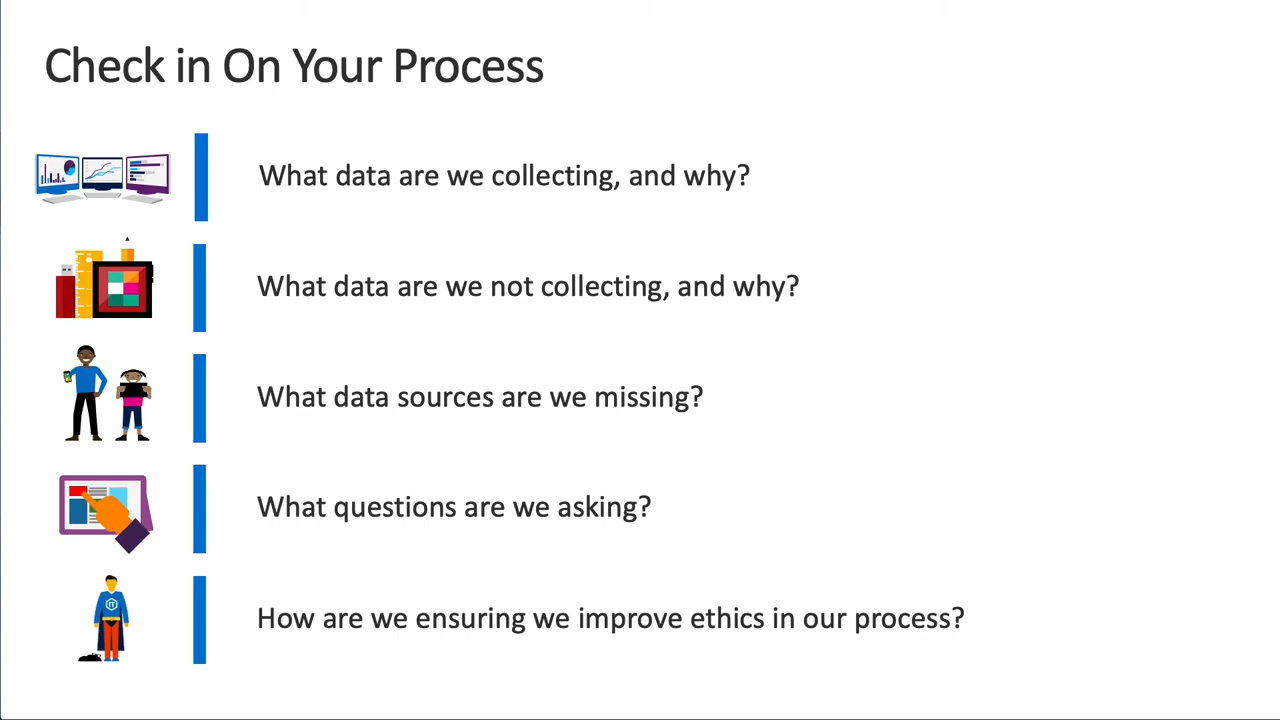 Check in On Your Process
What data are we collecting, and why?
What data are we not collecting, and why?
What data sources are we missing?
What questions are we asking?
IT
How are we ensuring we improve ethics in our process?